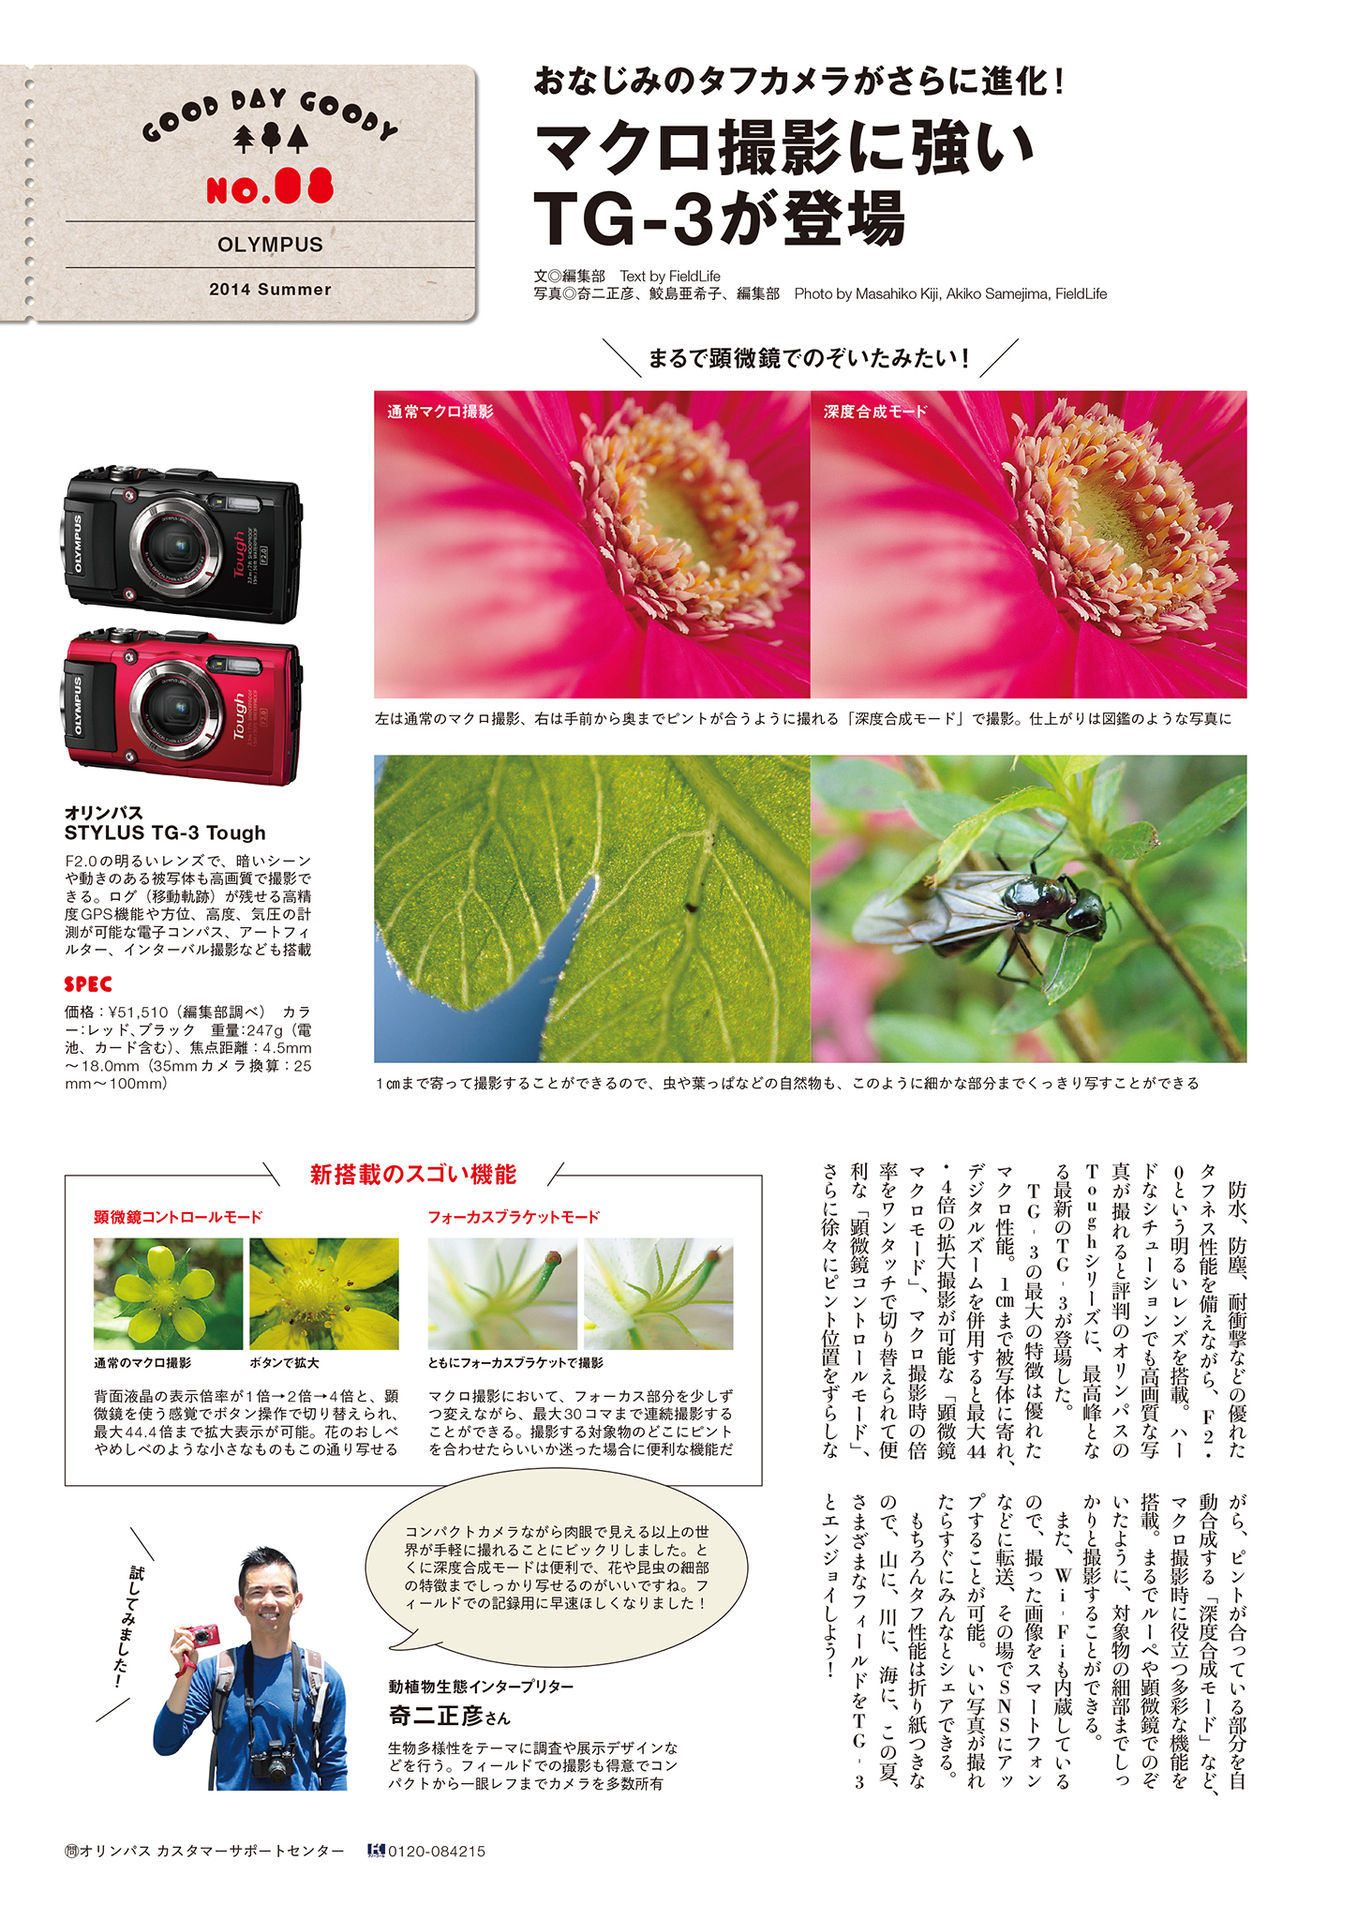 GOOD DAY GOODY
NO.08
OLYMPUS
2014 Summer
おなじみのタフカメラがさらに進化！
マクロ撮影に強い
TG-3が登場
文◎編集部　Text by FieldLife
写真◎奇二正彦、鮫島亜希子、編集部　Photo by Masahiko Kiji, Akiko Samejima, FieldLife
まるで顕微鏡でのぞいたみたい！
通常マクロ撮影
深度合成モード
左は通常のマクロ撮影、右は手前から奥までピントが合うように撮れる「深度合成モード」で撮影。仕上がりは図鑑のような写真に
OLYMPUS
Tough
F2.0
OLYMPUS
Tough
オリンパス
STYLUS TG-3 Tough
F2.0の明るいレンズで、暗いシーン
や動きのある被写体も高画質で撮影で
きる。ログ（移動軌跡）が残せる高精
度GPS機能や方位、高度、気圧の計
測が可能な電子コンパス、アートフィ
ルター、インターバル撮影なども搭載
SPEC
価格：¥51,510（編集部調べ）　カラ
ー：レッド、ブラック　重量：247g（電
池、カード含む）、焦点距離：4.5mm
～18.0mm（35mmカメラ換算：25
mm～100mm）
1㎝まで寄って撮影することができるので、虫や葉っぱなどの自然物も、このように細かな部分までくっきり写すことができる
防水、防塵、耐衝撃などの優れた
タフネス性能を備えながら、F2・
0という明るいレンズを搭載。ハー
ドなシチューションでも高画質な写
真が撮れると評判のオリンパスの
Toughシリーズに、最高峰とな
る最新のTG-3が登場した。
TG-3の最大の特徴は優れた
マクロ性能。1㎝まで被写体に寄れ、
デジタルズームを併用すると最大44
・4倍の拡大撮影が可能な「顕微鏡
マクロモード」、マクロ撮影時の倍
率をワンタッチで切り替えられて便
利な「顕微鏡コントロールモード」、
さらに徐々にピント位置をずらしな
がら、ピントが合っている部分を自
動合成する「深度合成モード」など、
マクロ撮影時に役立つ多彩な機能を
搭載。まるでルーペや顕微鏡でのぞ
いたように、対象物の細部までしっ
かりと撮影することができる。
また、Wi-Fiも内蔵している
ので、撮った画像をスマートフォン
などに転送、その場でSNSにアッ
プすることが可能。いい写真が撮れ
たらすぐにみんなとシェアできる。
もちろんタフ性能は折り紙つきな
ので、山に、川に、海に、この夏、
さまざまなフィールドをTG-3
とエンジョイしよう！
新搭載のスゴい機能
顕微鏡コントロールモード
通常のマクロ撮影
ボタンで拡大
背面液晶の表示倍率が1倍→2倍→4倍と、顕
微鏡を使う感覚でボタン操作で切り替えられ、
最大44.4倍まで拡大表示が可能。花のおしべ
やめしべのような小さなものもこの通り写せる
フォーカスブラケットモード
ともにフォーカスブラケットで撮影
マクロ撮影において、フォーカス部分を少しず
つ変えながら、最大30コマまで連続撮影する
ことができる。撮影する対象物のどこにピント
を合わせたらいいか迷った場合に便利な機能だ
試してみました！
コンパクトカメラながら肉眼で見える以上の世
界が手軽に撮れることにビックリしました。と
くに深度合成モードは便利で、花や昆虫の細部
の特徴までしっかり写せるのがいいですね。フ
ィールドでの記録用に早速ほしくなりました！
動植物生態インタープリター
奇二正彦さん
生物多様性をテーマに調査や展示デザインな
どを行う。フィールドでの撮影も得意でコン
パクトから一眼レフまでカメラを多数所有
㉄オリンパス カスタマーサポートセンター　0120-084215